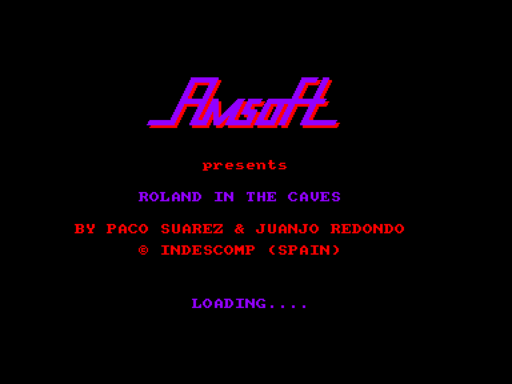 Amsoft
presents
ROLAND IN THE CAVES
BY PACO SUAREZ & JUANJO REDONDO
© INDESCOMP (SPAIN)
LOADING....